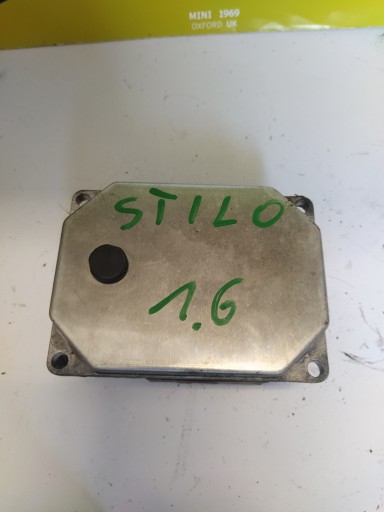 MINI 1969
OXFORD UK
STILO
1.6